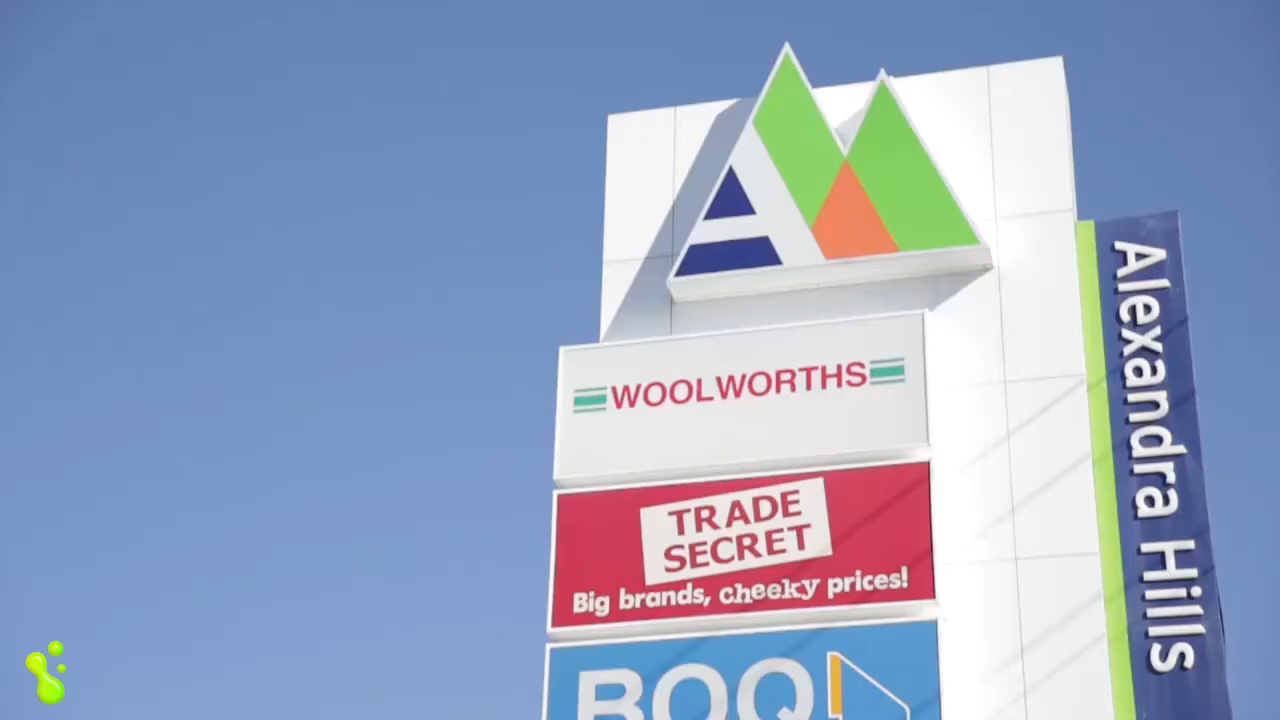 A
WOOLWORTHS
TRADE
SECRET
Big brands, cheeky prices!
BOQ
Alexandra Hills